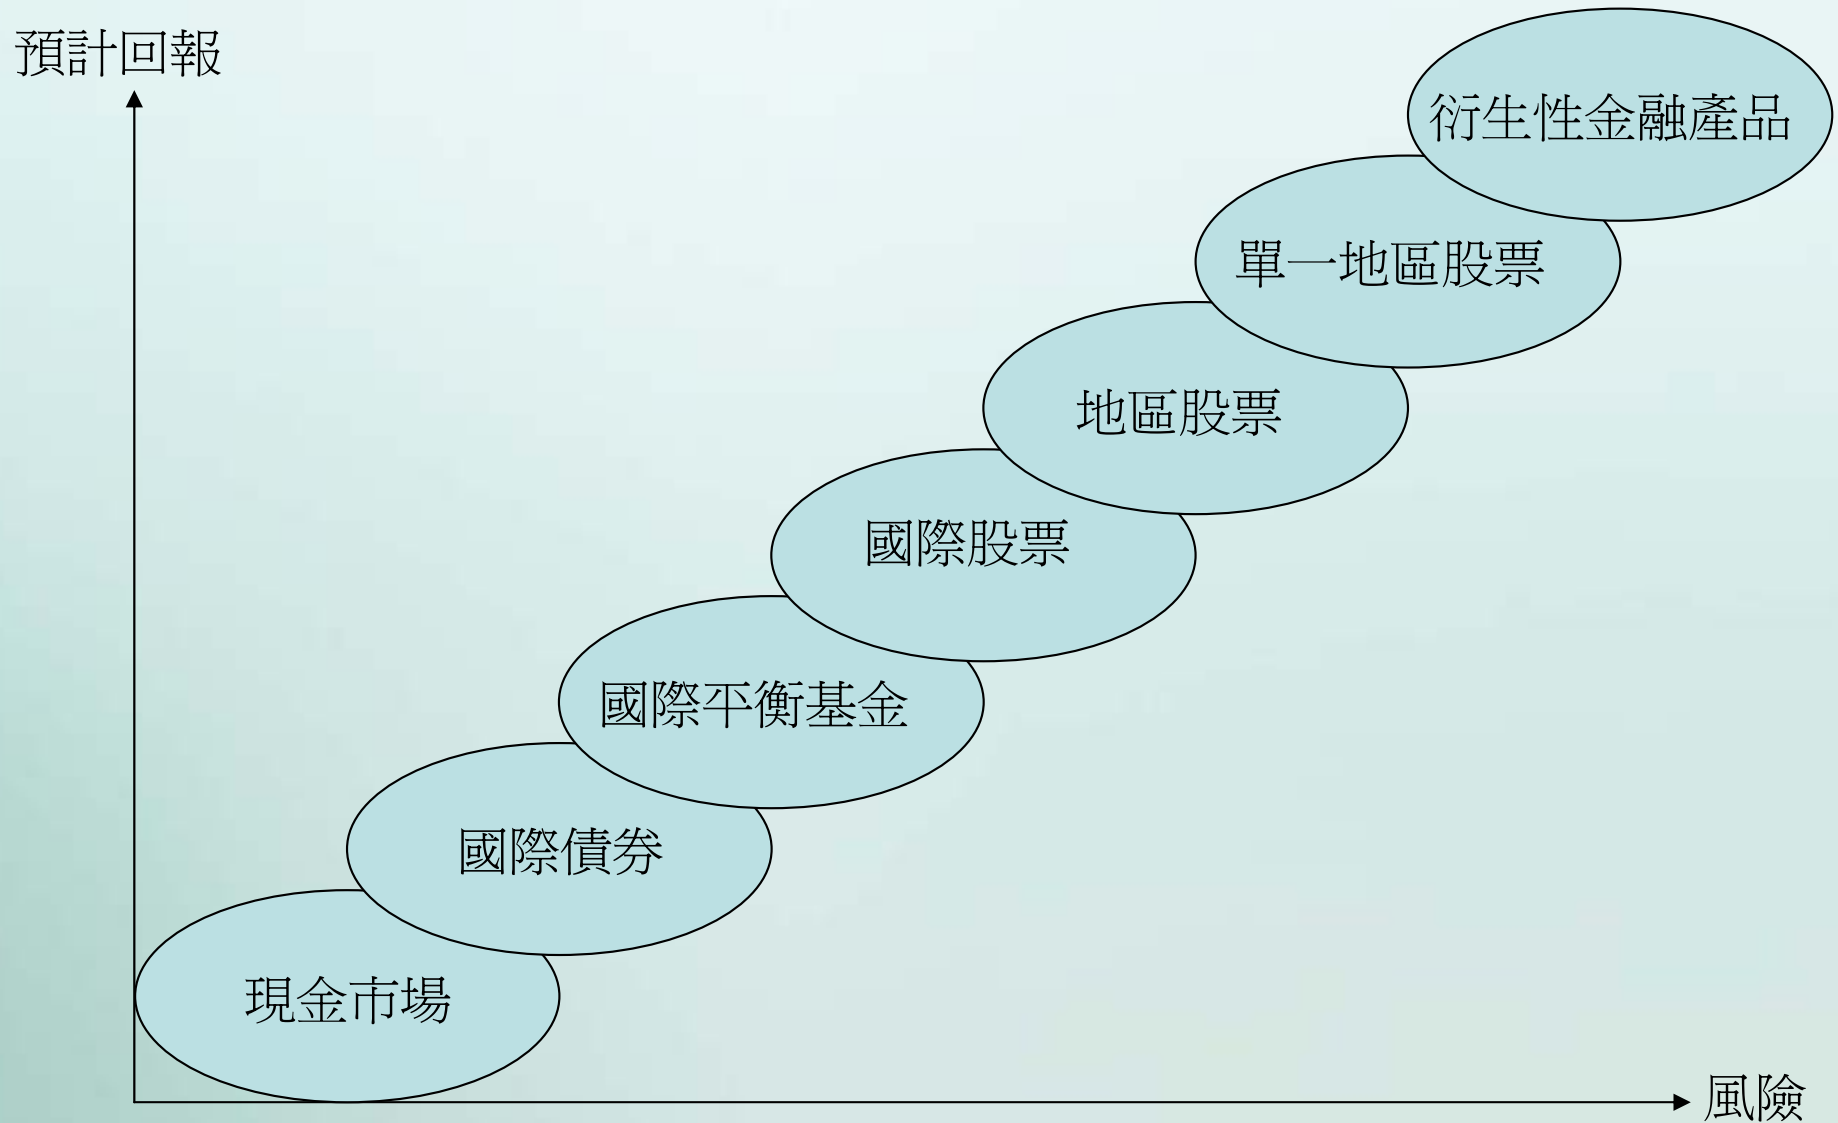 預計回報
衍生性金融產品
單一地區股票
地區股票
國際股票
國際平衡基金
國際債券
現金市場
風險